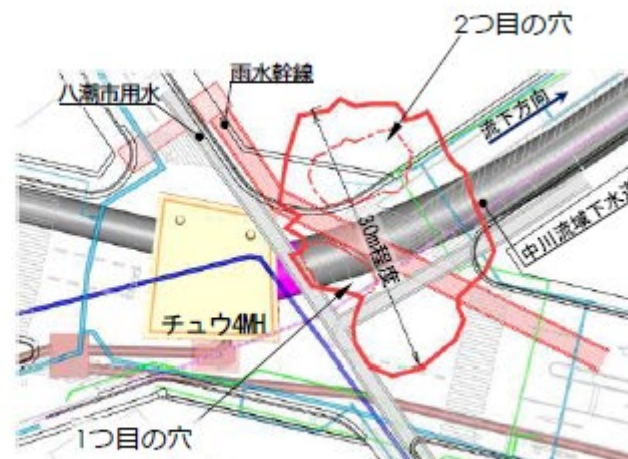 2つ目の穴
雨水幹線
八潮市用水
流下方向
30m程度
中川流域下水道
チュウ4MH
1つ目の穴